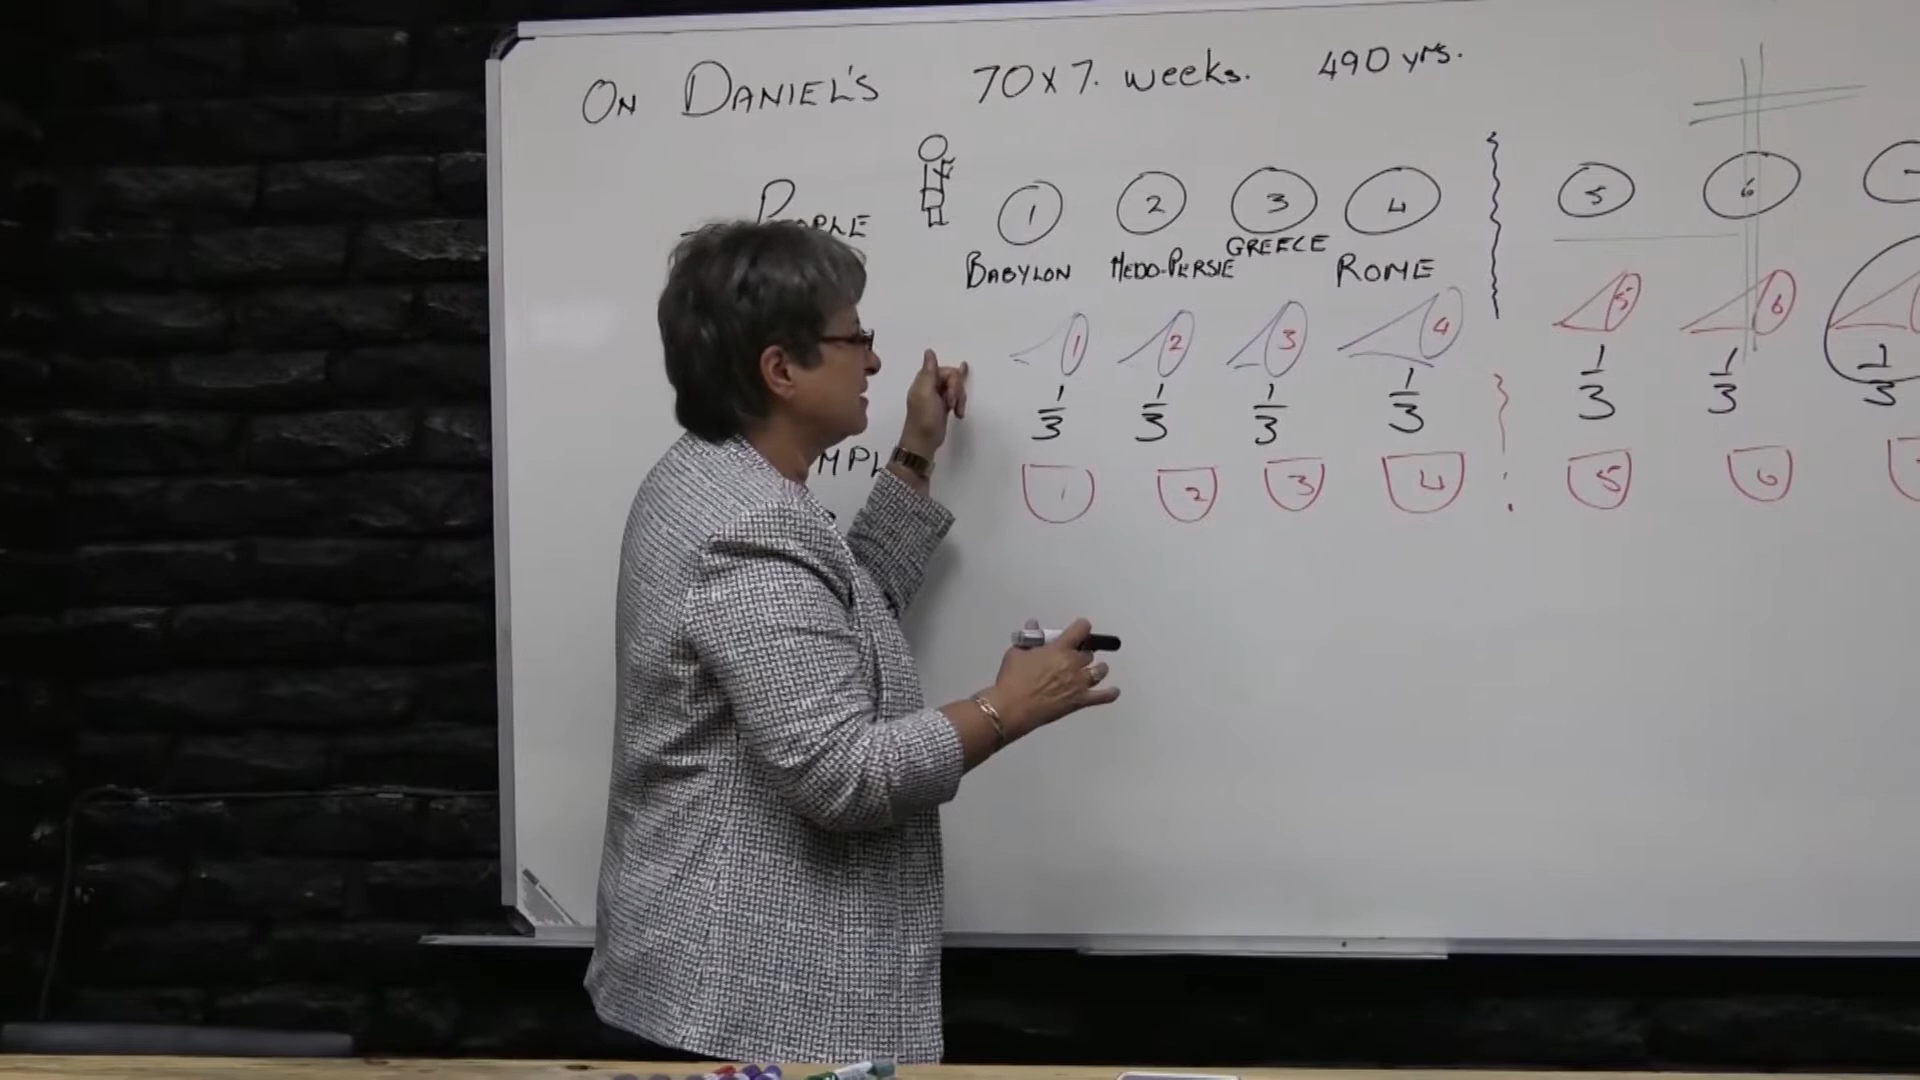 ON DANIEL'S 70x7. weeks. 490 yrs.
1 2 3 4 5 6
BABYLON MEDO-PERSIE GREECE ROME
1 2 3 4 5 6
1/3 1/3 1/3 1/3 1/3 1/3 1/3
1 2 3 4 5 6